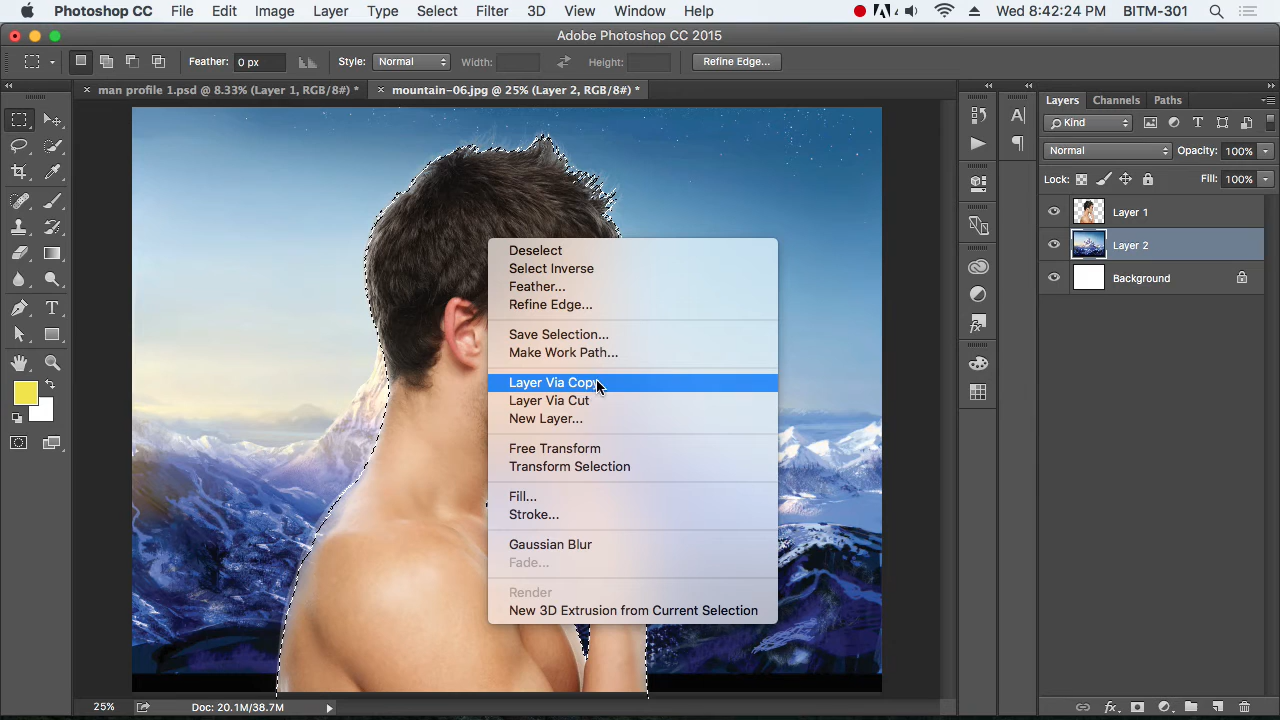 Photoshop CC File Edit Image Layer Type Select Filter 3D View Window Help Wed 8:42:24 PM BITM-301
Adobe Photoshop CC 2015
Feather: 0 px Style: Normal Width: Height: Refine Edge...
man profile 1.psd @ 8.33% (Layer 1, RGB/8#) * mountain-06.jpg @ 25% (Layer 2, RGB/8#) *
Layers Channels Paths
Kind
Normal Opacity: 100%
Lock: Fill: 100%
Layer 1
Layer 2
Background
Deselect
Select Inverse
Feather...
Refine Edge...
Save Selection...
Make Work Path...
Layer Via Copy
Layer Via Cut
New Layer...
Free Transform
Transform Selection
Fill...
Stroke...
Gaussian Blur
Fade...
Render
New 3D Extrusion from Current Selection
25% Doc: 20.1M/38.7M